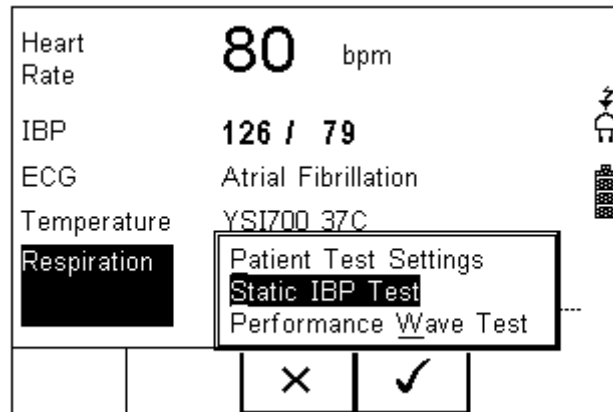 Heart Rate 80 bpm
IBP 126 / 79
ECG Atrial Fibrillation
Temperature YSI700 37C
Respiration
Patient Test Settings
Static IBP Test
Performance Wave Test